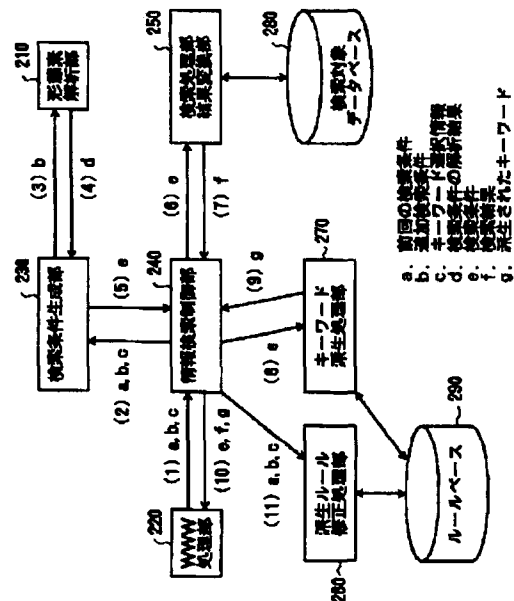 210
形態素
解析部
(3) b
(4) d
230
検索条件生成部
(2) a,b,c
(5) e
220
WWW
処理部
(1) a,b,c
(10) e,f,g
240
情報検索制御部
(6) e
(7) f
250
検索処理部
結果変換部
280
検索対象
データベース
(11) a,b,c
(8) e
(9) g
260
派生ルール
修正処理部
270
キーワード
派生処理部
290
ルールベース
a. 前回の検索条件
b. 追加検索条件
c. キーワード選択情報
d. 検索条件の解析結果
e. 検索条件
f. 検索結果
g. 派生されたキーワード